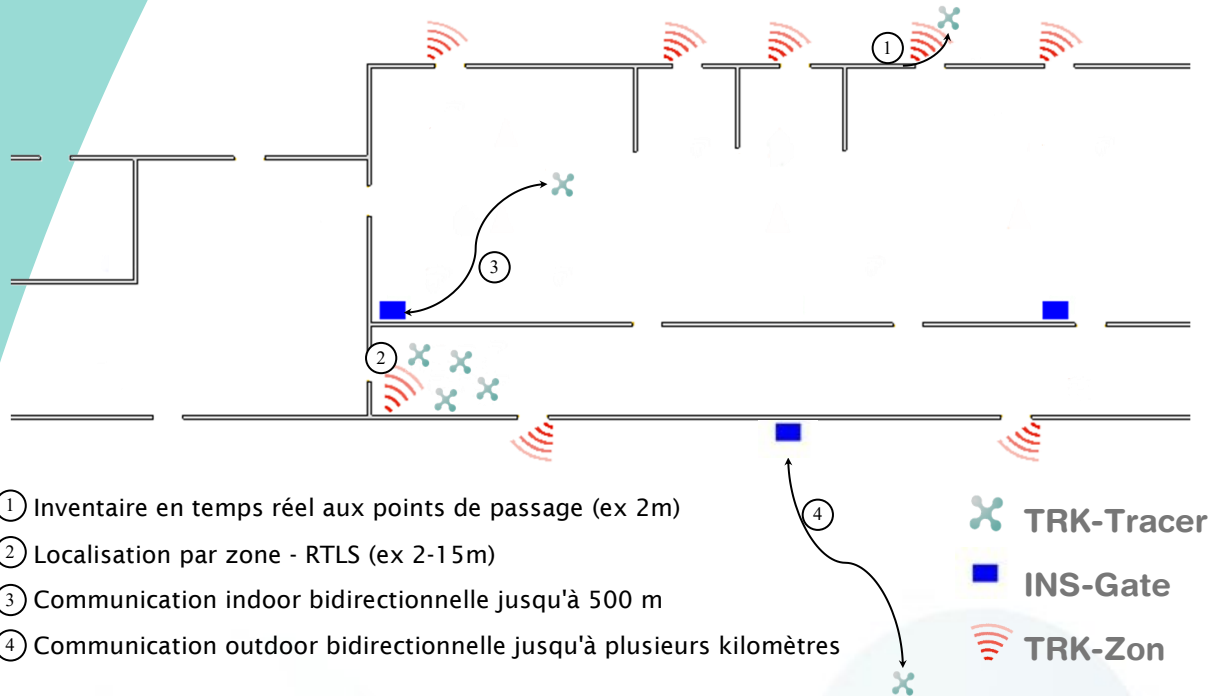 1
3
2
4
1 Inventaire en temps réel aux points de passage (ex 2m)
2 Localisation par zone - RTLS (ex 2-15m)
3 Communication indoor bidirectionnelle jusqu'à 500 m
4 Communication outdoor bidirectionnelle jusqu'à plusieurs kilomètres
TRK-Tracer
INS-Gate
TRK-Zon